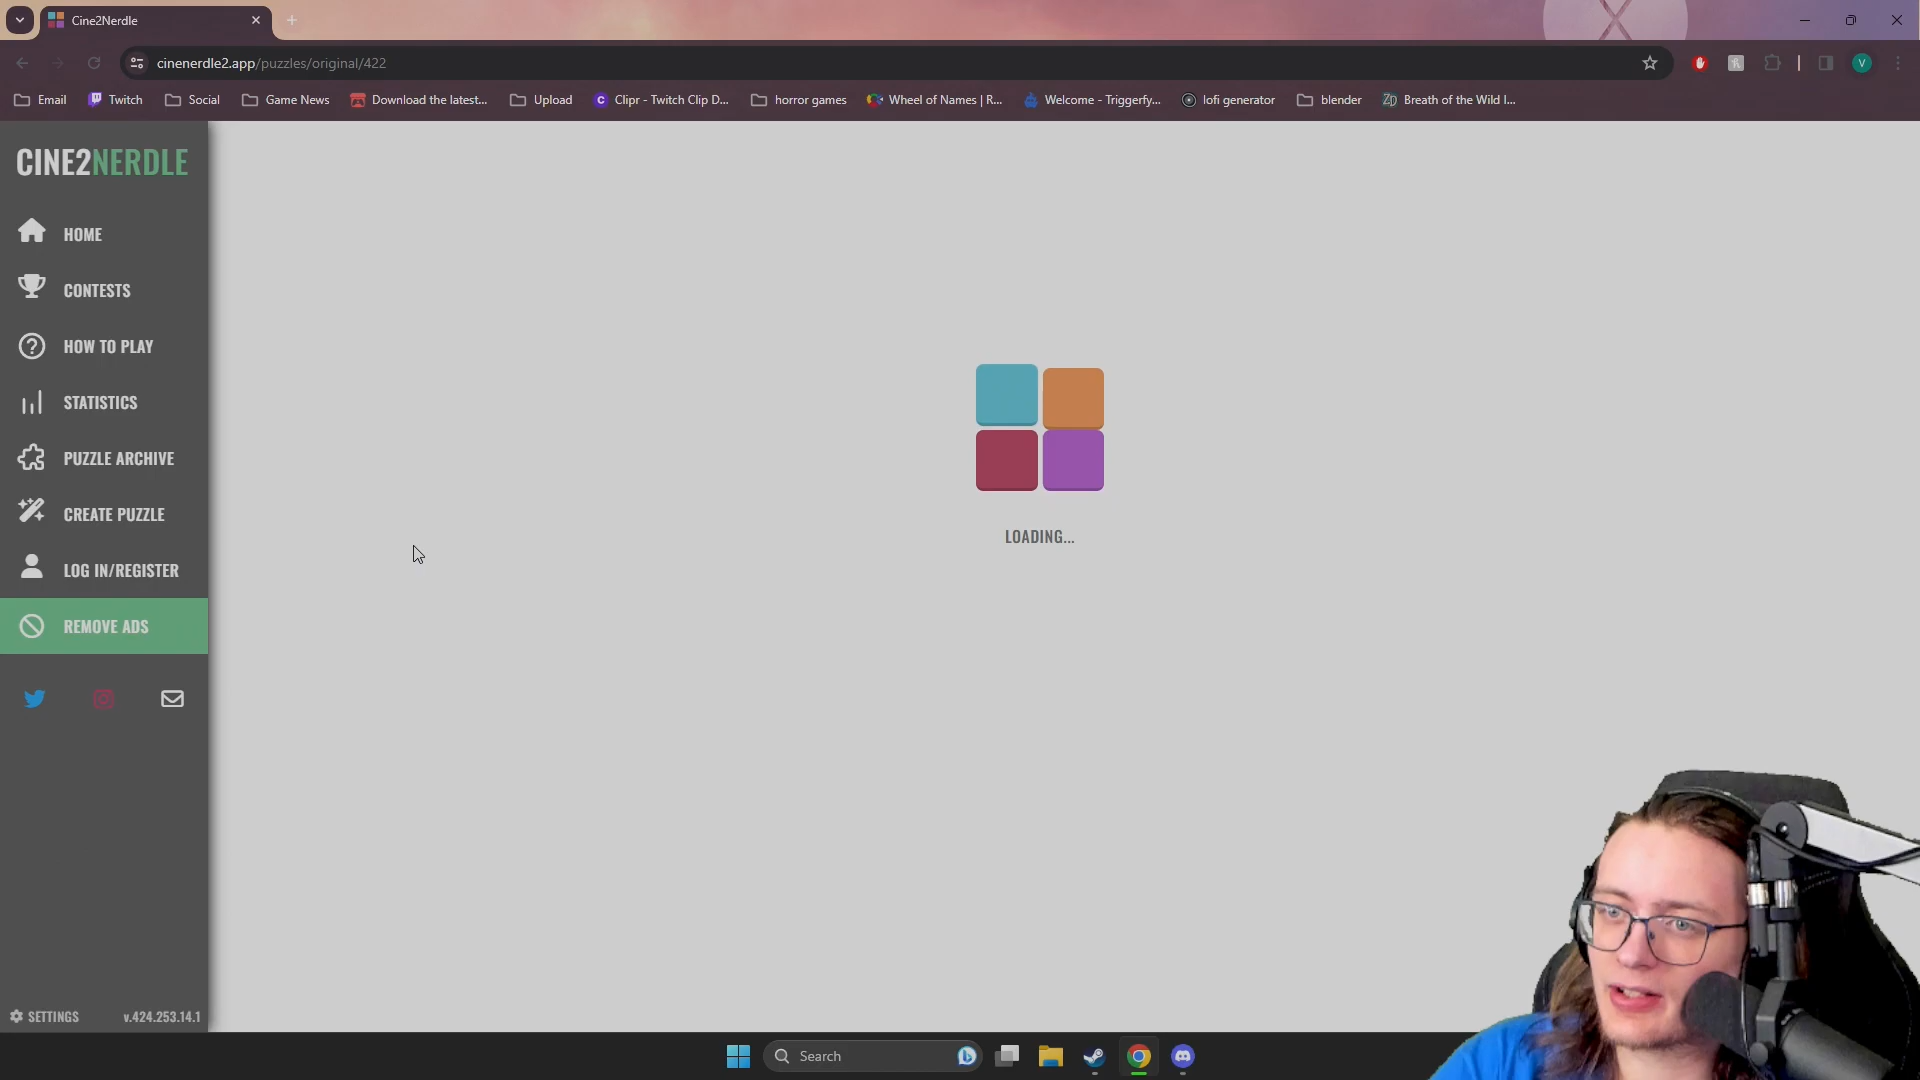 Cine2Nerdle
cinenerdle2.app/puzzles/original/422
V
Email
Twitch
Social
Game News
Download the latest...
Upload
Clipr - Twitch Clip D...
horror games
Wheel of Names | R...
Welcome - Triggerfy...
lofi generator
blender
Breath of the Wild I...
CINE2NERDLE
HOME
CONTESTS
HOW TO PLAY
STATISTICS
PUZZLE ARCHIVE
CREATE PUZZLE
LOG IN/REGISTER
REMOVE ADS
LOADING...
SETTINGS
v.424.253.14.1
Search